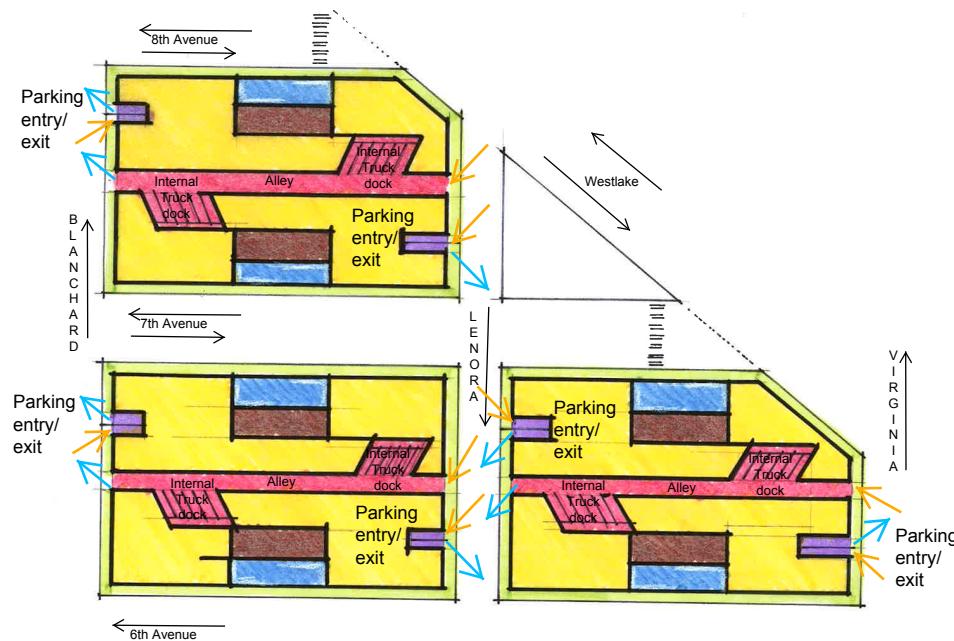 8th Avenue
Parking
entry/
exit
Internal
Truck
dock
Westlake
Internal
Truck
dock
Alley
Parking
entry/
exit
BLANCHARD
7th Avenue
LENORA
VIRGINIA
Parking
entry/
exit
Parking
entry/
exit
Internal
Truck
dock
Internal
Truck
dock
Internal
Truck
dock
Alley
Internal
Truck
dock
Alley
Parking
entry/
exit
Parking
entry/
exit
6th Avenue